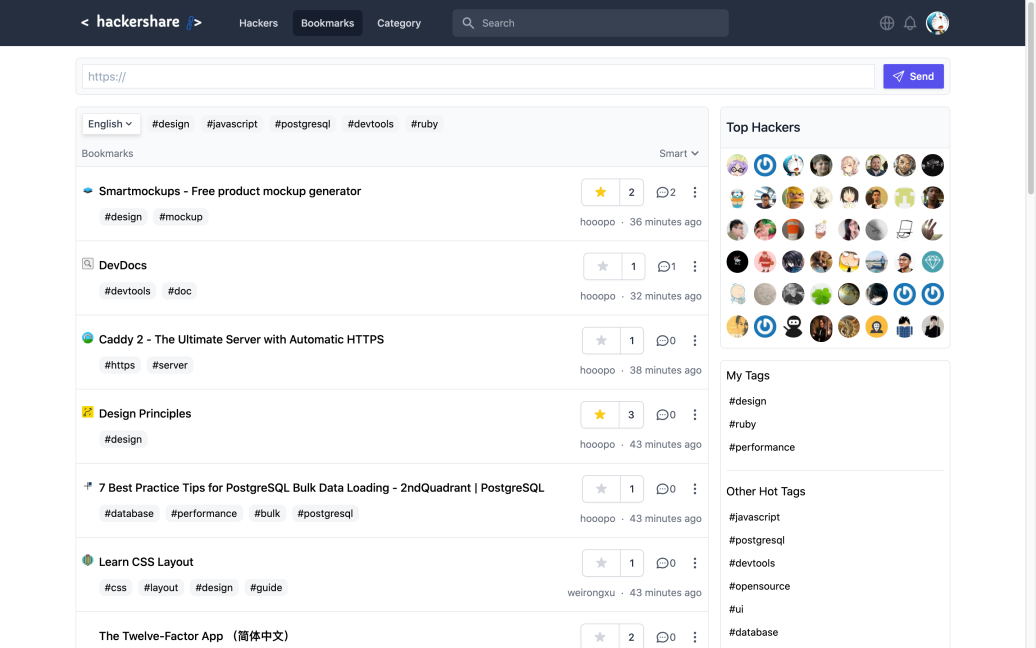 < hackershare />
Hackers
Bookmarks
Category
Search
https://
Send
English
#design
#javascript
#postgresql
#devtools
#ruby
Bookmarks
Smart
Smartmockups - Free product mockup generator
2
2
#design
#mockup
hooopo · 36 minutes ago
DevDocs
1
1
#devtools
#doc
hooopo · 32 minutes ago
Caddy 2 - The Ultimate Server with Automatic HTTPS
1
0
#https
#server
hooopo · 38 minutes ago
Design Principles
3
0
#design
hooopo · 43 minutes ago
7 Best Practice Tips for PostgreSQL Bulk Data Loading - 2ndQuadrant | PostgreSQL
1
0
#database
#performance
#bulk
#postgresql
hooopo · 43 minutes ago
Learn CSS Layout
1
0
#css
#layout
#design
#guide
weirongxu · 43 minutes ago
The Twelve-Factor App （简体中文）
2
0
Top Hackers
My Tags
#design
#ruby
#performance
Other Hot Tags
#javascript
#postgresql
#devtools
#opensource
#ui
#database